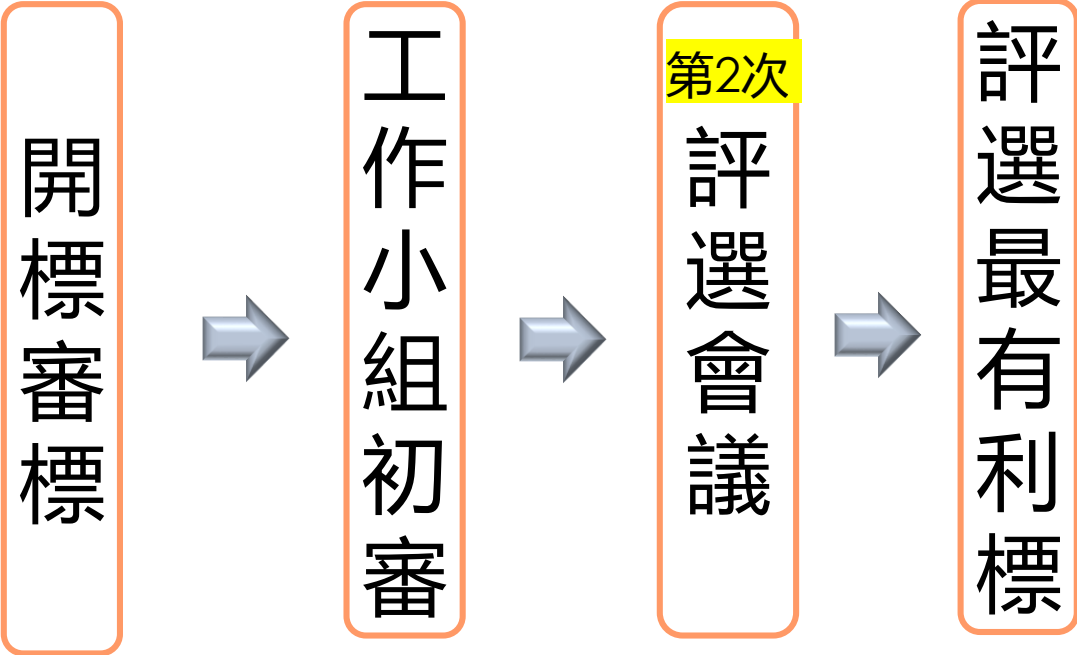 開標審標
工作小組初審
第2次
評選會議
評選最有利標